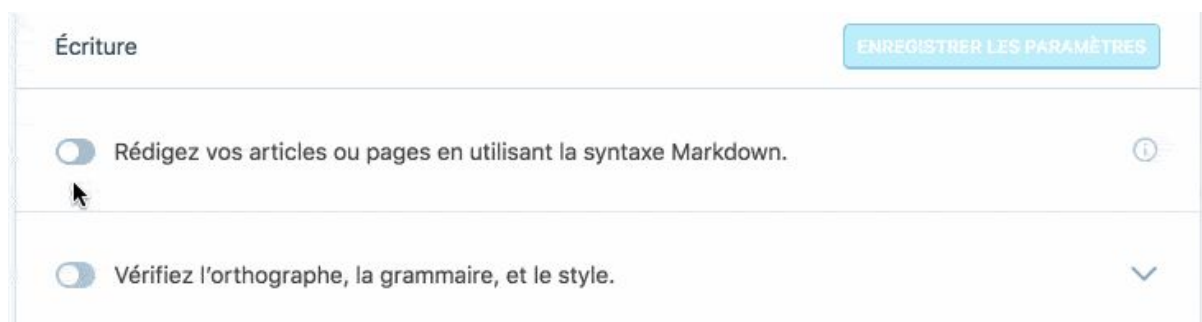 Écriture
ENREGISTRER LES PARAMÈTRES
Rédigez vos articles ou pages en utilisant la syntaxe Markdown.
Vérifiez l’orthographe, la grammaire, et le style.